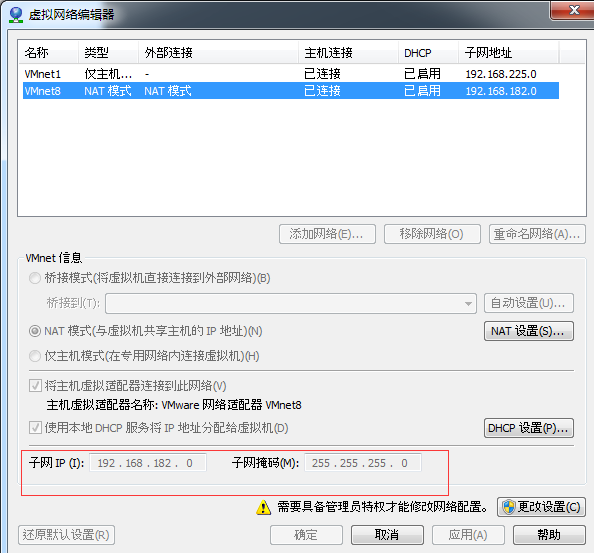 虚拟网络编辑器
名称 类型 外部连接 主机连接 DHCP 子网地址
VMnet1 仅主机... - 已连接 已启用 192.168.225.0
VMnet8 NAT 模式 NAT 模式 已连接 已启用 192.168.182.0
添加网络(E)... 移除网络(O) 重命名网络(A)...
VMnet 信息
桥接模式(将虚拟机直接连接到外部网络)(B)
桥接到(T): 自动设置(U)...
NAT 模式(与虚拟机共享主机的 IP 地址)(N) NAT 设置(S)...
仅主机模式(在专用网络内连接虚拟机)(H)
将主机虚拟适配器连接到此网络(V)
主机虚拟适配器名称: VMware 网络适配器 VMnet8
使用本地 DHCP 服务将 IP 地址分配给虚拟机(D) DHCP 设置(P)...
子网 IP (I): 192 . 168 . 182 . 0 子网掩码(M): 255 . 255 . 255 . 0
需要具备管理员特权才能修改网络配置。 更改设置(C)
还原默认设置(R) 确定 取消 应用(A) 帮助